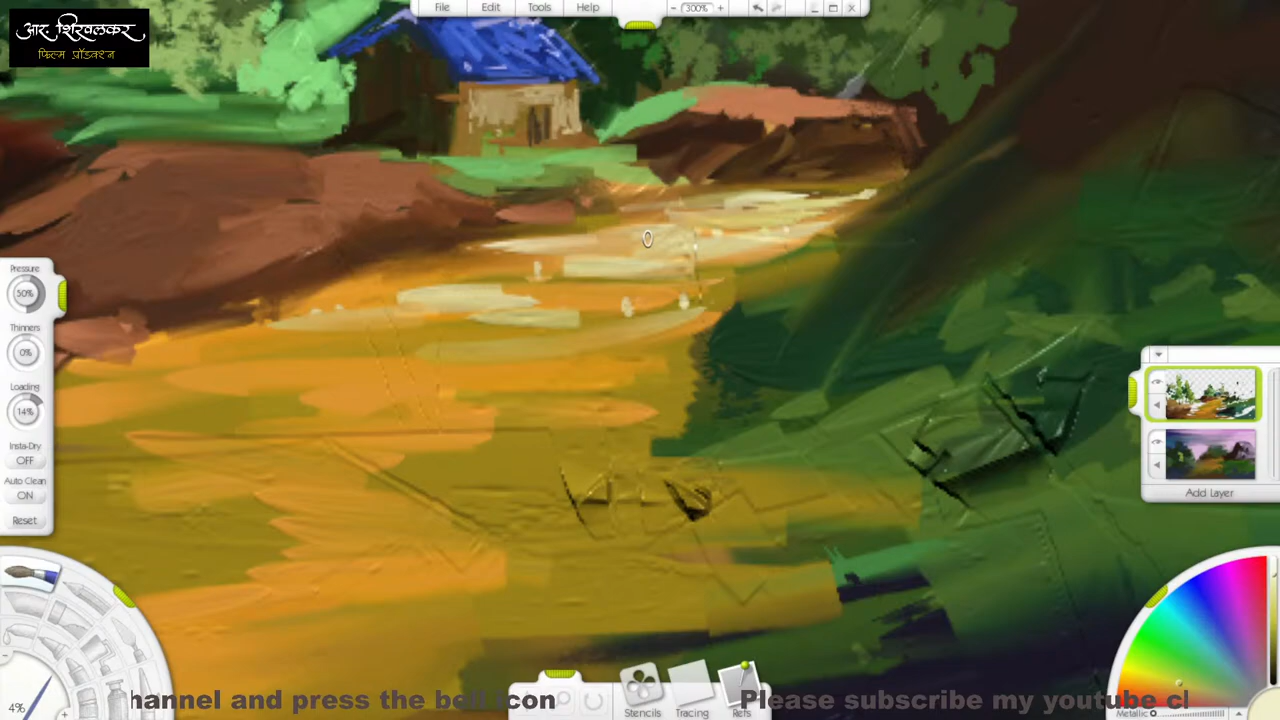 आर. शिरवलकर
फिल्म प्रॉडक्शन
File Edit Tools Help
- 300% +
Pressure
50%
Thinners
0%
Loading
14%
Insta-Dry
OFF
Auto Clean
ON
Reset
4%
Add Layer
Stencils Tracing Refs
Metallic
hannel and press the bell icon
Please subscribe my youtube cl